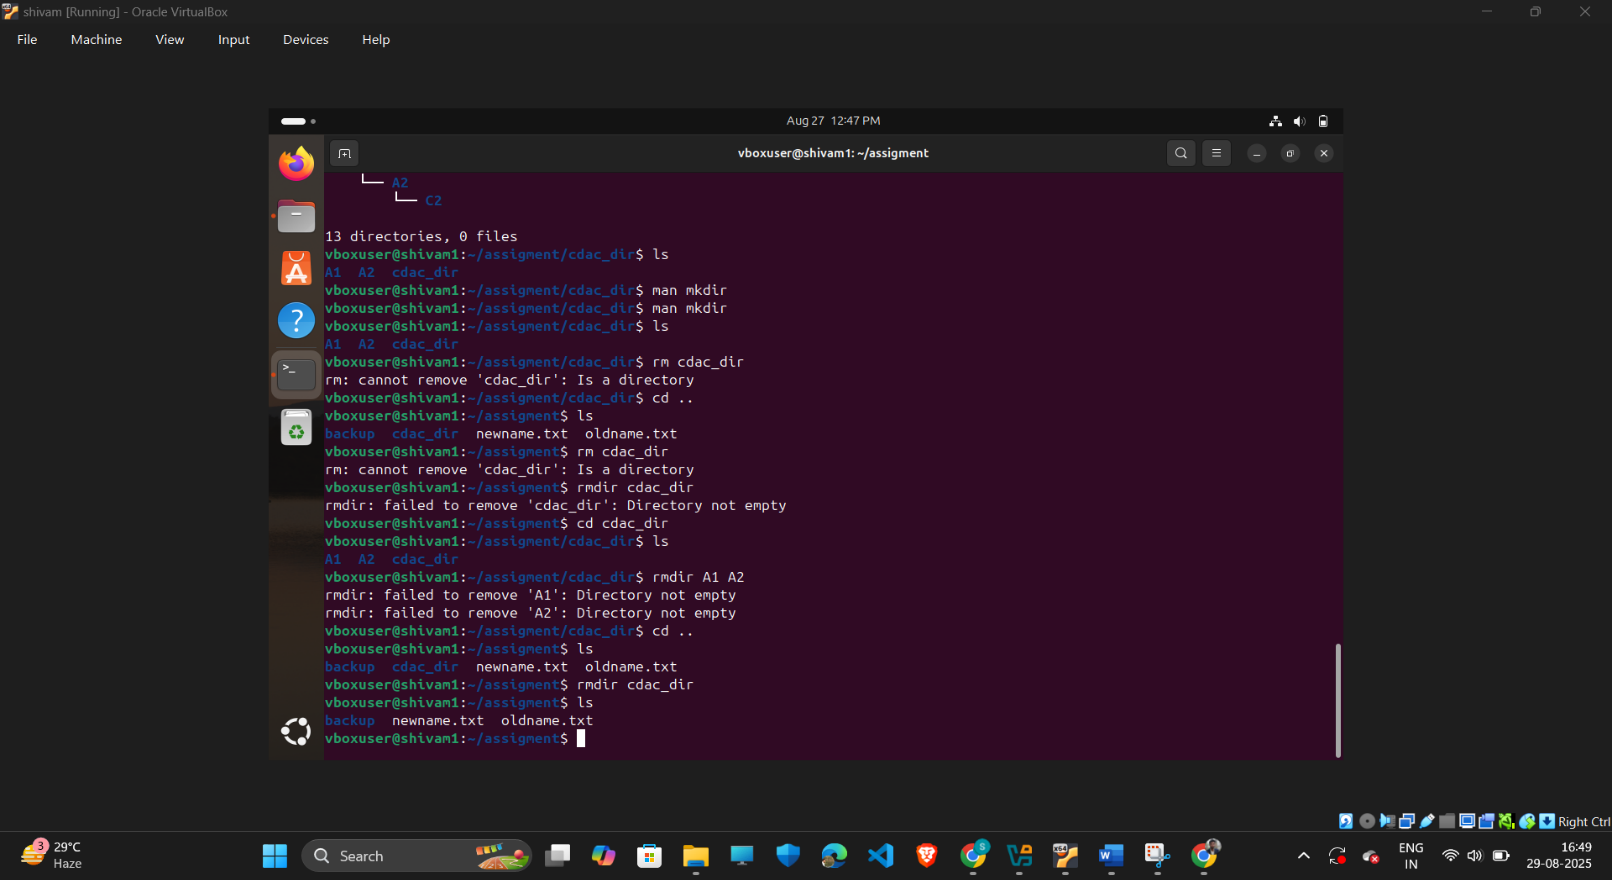 shivam [Running] - Oracle VirtualBox
File Machine View Input Devices Help
Aug 27 12:47 PM
vboxuser@shivam1: ~/assigment
└── A2
└── C2
13 directories, 0 files
vboxuser@shivam1:~/assigment/cdac_dir$ ls
A1 A2 cdac_dir
vboxuser@shivam1:~/assigment/cdac_dir$ man mkdir
vboxuser@shivam1:~/assigment/cdac_dir$ man mkdir
vboxuser@shivam1:~/assigment/cdac_dir$ ls
A1 A2 cdac_dir
vboxuser@shivam1:~/assigment/cdac_dir$ rm cdac_dir
rm: cannot remove 'cdac_dir': Is a directory
vboxuser@shivam1:~/assigment/cdac_dir$ cd ..
vboxuser@shivam1:~/assigment$ ls
backup cdac_dir newname.txt oldname.txt
vboxuser@shivam1:~/assigment$ rm cdac_dir
rm: cannot remove 'cdac_dir': Is a directory
vboxuser@shivam1:~/assigment$ rmdir cdac_dir
rmdir: failed to remove 'cdac_dir': Directory not empty
vboxuser@shivam1:~/assigment$ cd cdac_dir
vboxuser@shivam1:~/assigment/cdac_dir$ ls
A1 A2 cdac_dir
vboxuser@shivam1:~/assigment/cdac_dir$ rmdir A1 A2
rmdir: failed to remove 'A1': Directory not empty
rmdir: failed to remove 'A2': Directory not empty
vboxuser@shivam1:~/assigment/cdac_dir$ cd ..
vboxuser@shivam1:~/assigment$ ls
backup cdac_dir newname.txt oldname.txt
vboxuser@shivam1:~/assigment$ rmdir cdac_dir
vboxuser@shivam1:~/assigment$ ls
backup newname.txt oldname.txt
vboxuser@shivam1:~/assigment$
Right Ctrl
3
29°C
Haze
Search
ENG
IN
16:49
29-08-2025